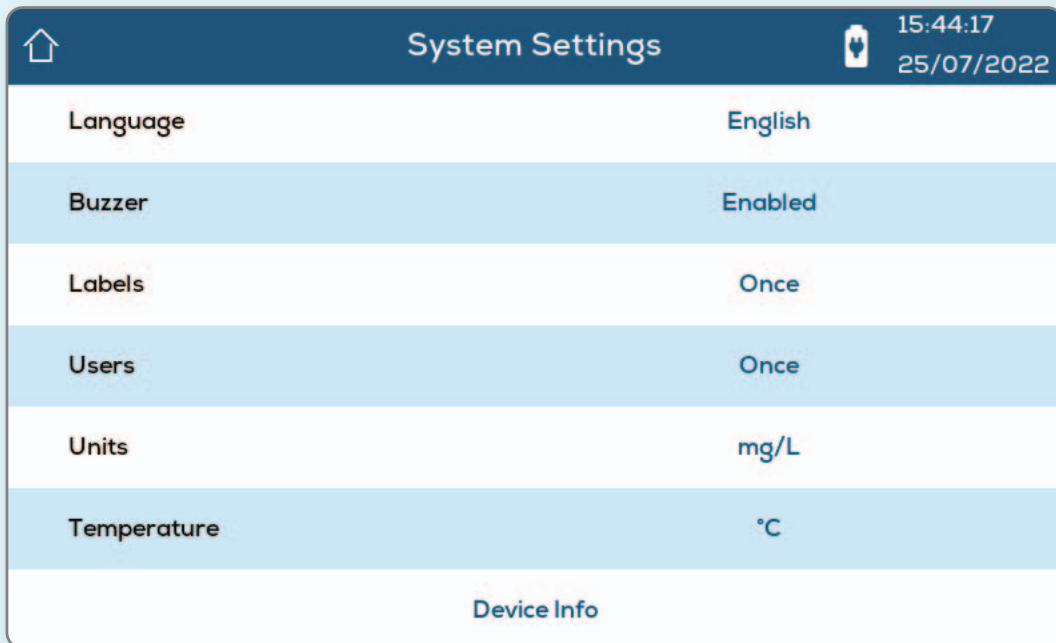 System Settings
15:44:17
25/07/2022
Language English
Buzzer Enabled
Labels Once
Users Once
Units mg/L
Temperature °C
Device Info